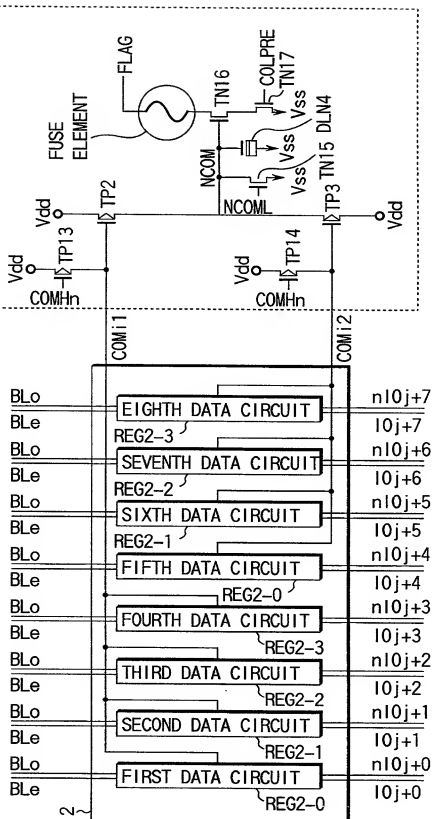 FLAG
FUSE ELEMENT
TN16
COLPRE
TN17
Vss
DLN4
Vss
TN15
Vss
NCOM
NCOML
Vdd
TP2
TP3
Vdd
Vdd
TP13
COMHn
Vdd
TP14
COMHn
COMi1
COMi2
BLo
BLe
EIGHTH DATA CIRCUIT
REG2-3
nIOj+7
IOj+7
BLo
BLe
SEVENTH DATA CIRCUIT
REG2-2
nIOj+6
IOj+6
BLo
BLe
SIXTH DATA CIRCUIT
REG2-1
nIOj+5
IOj+5
BLo
BLe
FIFTH DATA CIRCUIT
REG2-0
nIOj+4
IOj+4
BLo
BLe
FOURTH DATA CIRCUIT
REG2-3
nIOj+3
IOj+3
BLo
BLe
THIRD DATA CIRCUIT
REG2-2
nIOj+2
IOj+2
BLo
BLe
SECOND DATA CIRCUIT
REG2-1
nIOj+1
IOj+1
BLo
BLe
FIRST DATA CIRCUIT
REG2-0
nIOj+0
IOj+0
2